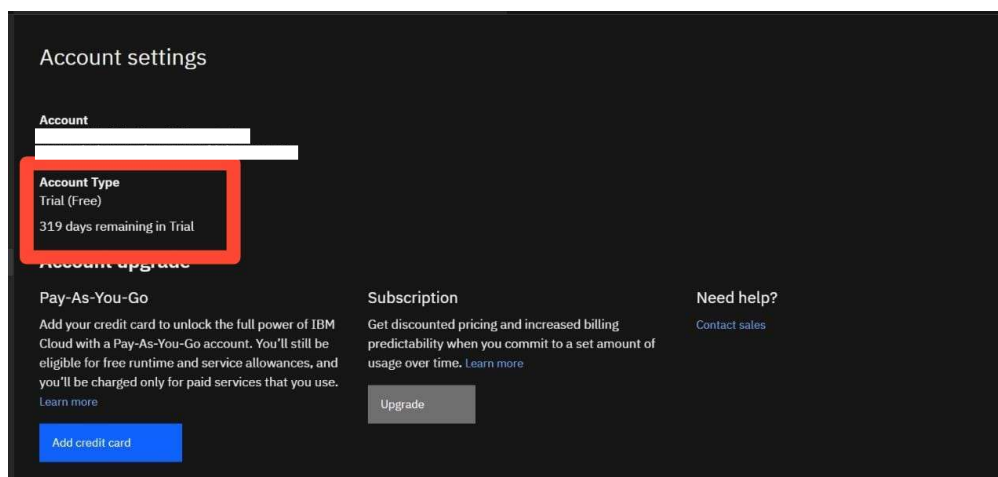 Account settings
Account
Account Type
Trial (Free)
319 days remaining in Trial
Account upgrade
Pay-As-You-Go
Add your credit card to unlock the full power of IBM
Cloud with a Pay-As-You-Go account. You'll still be
eligible for free runtime and service allowances, and
you'll be charged only for paid services that you use.
Learn more
Add credit card
Subscription
Get discounted pricing and increased billing
predictability when you commit to a set amount of
usage over time. Learn more
Upgrade
Need help?
Contact sales